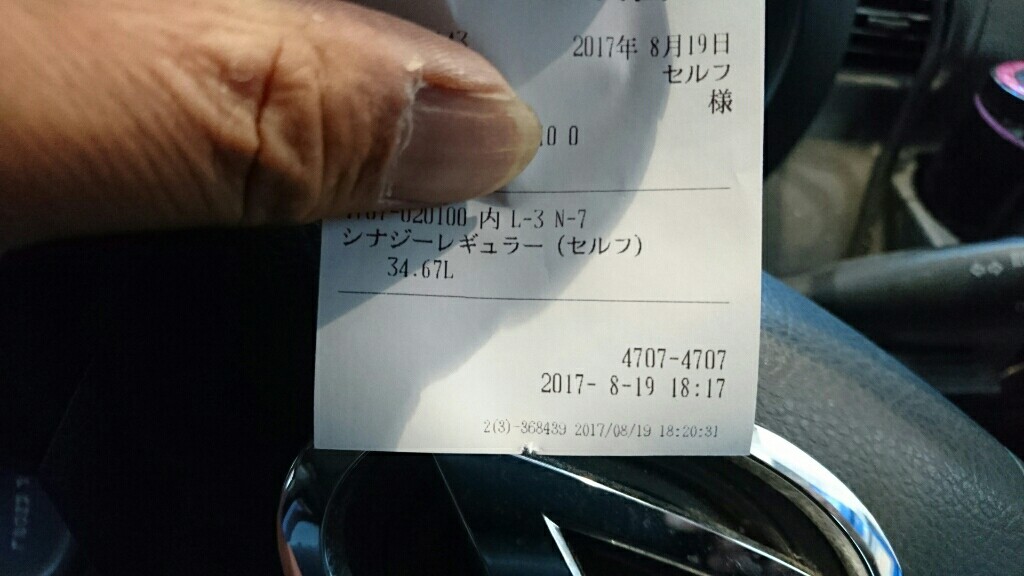 2017年 8月19日
セルフ
様
020100 内 L-3 N-7
シナジーレギュラー (セルフ)
34.67L
4707-4707
2017- 8-19 18:17
2(3)-368439 2017/08/19 18:20:31